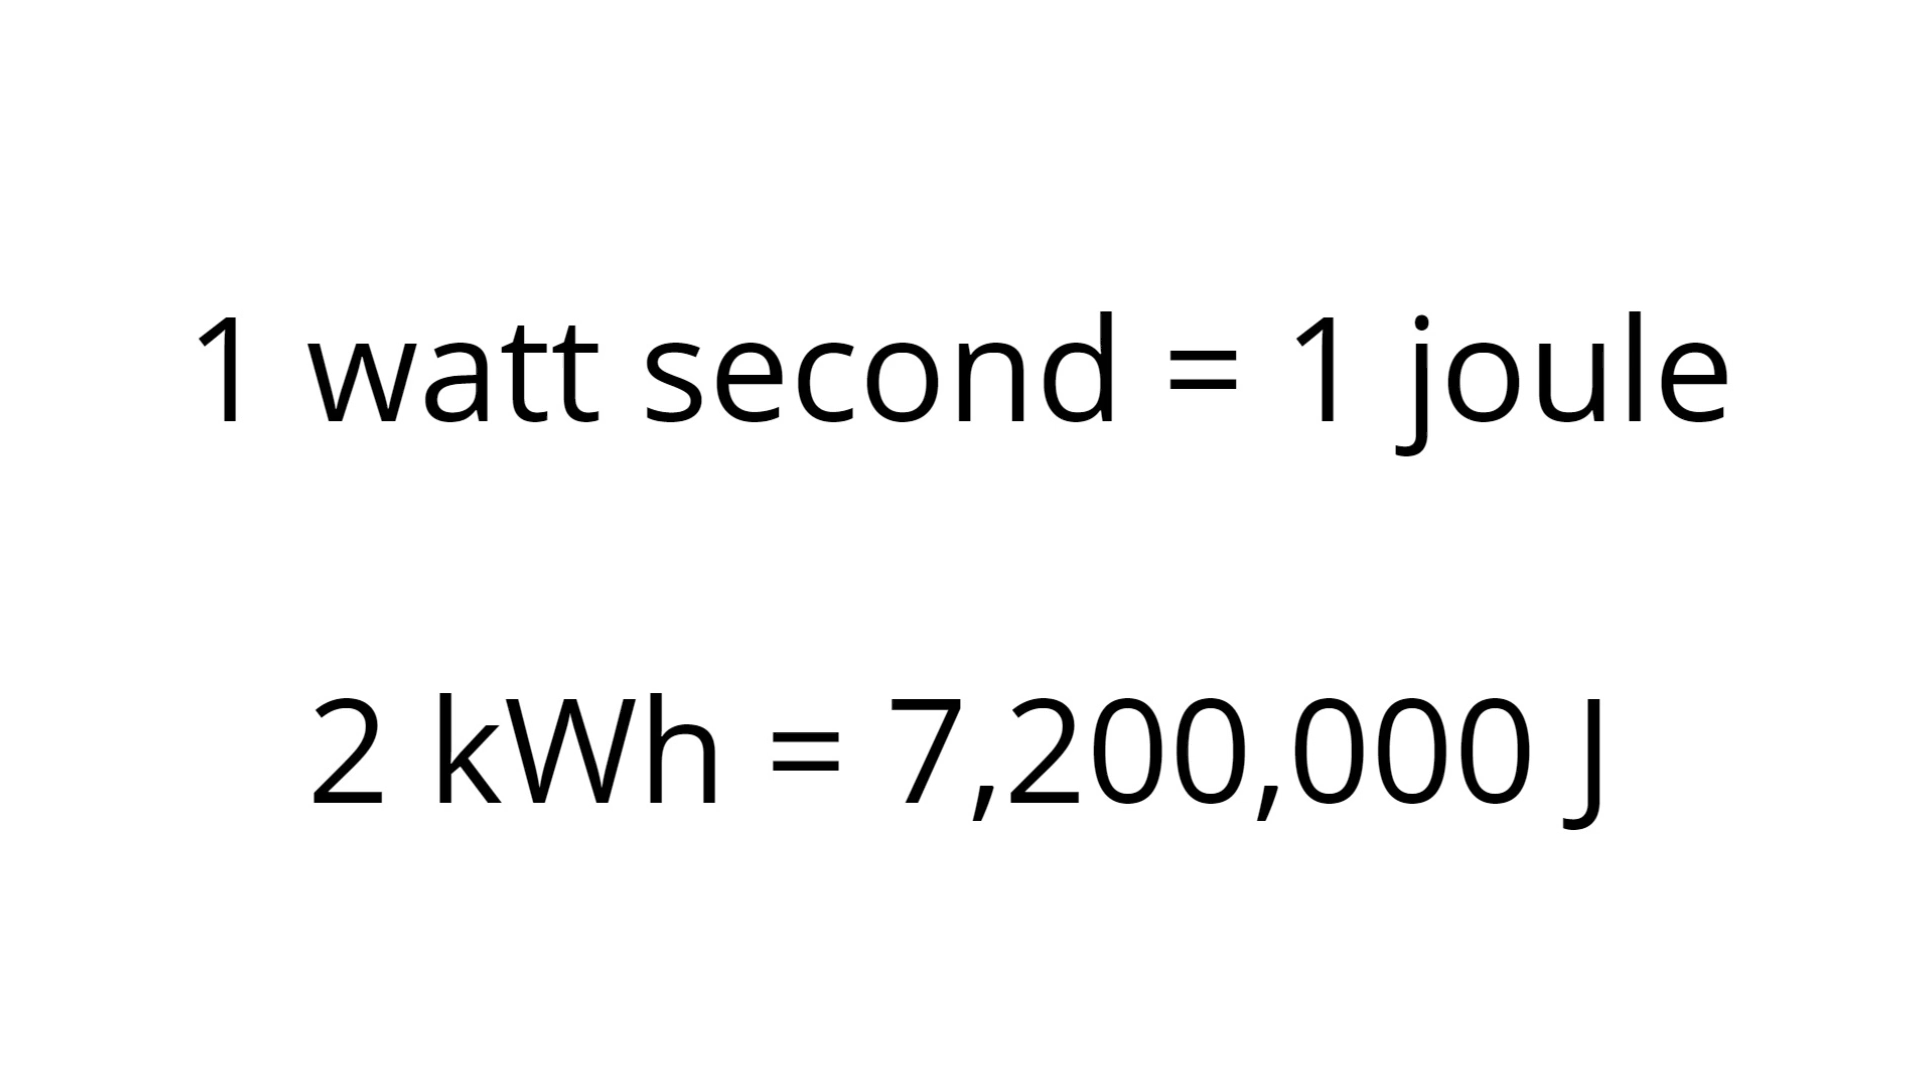 1 watt second = 1 joule
2 kWh = 7,200,000 J